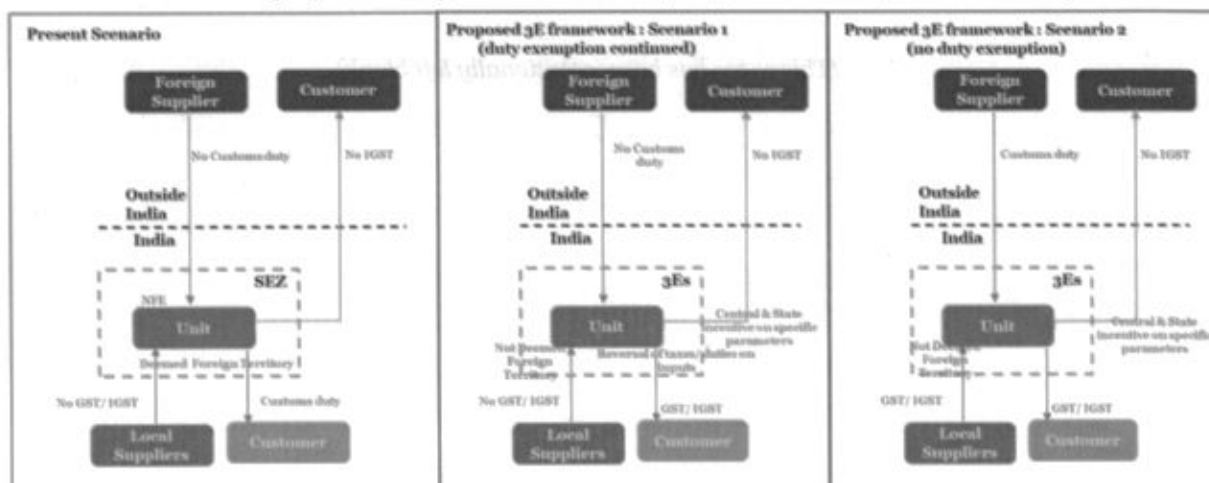 Present Scenario
Foreign
Supplier
Customer
No Customs duty
No IGST
Outside
India
India
SEZ
NFE
Unit
Deemed Foreign Territory
No GST/ IGST
Customs duty
Local
Suppliers
Customer
Proposed 3E framework : Scenario 1
(duty exemption continued)
Foreign
Supplier
Customer
No Customs
duty
No IGST
Outside
India
India
3Es
Unit
Central & State
incentive on specific
parameters
Not Deemed
Foreign
Territory
Reversal of taxes/duties on
inputs
No GST/ IGST
GST/ IGST
Local
Suppliers
Customer
Proposed 3E framework : Scenario 2
(no duty exemption)
Foreign
Supplier
Customer
Customs duty
No IGST
Outside
India
India
3Es
Unit
Central & State
incentive on specific
parameters
Not Deemed
Foreign
Territory
GST/ IGST
GST/ IGST
Local
Suppliers
Customer